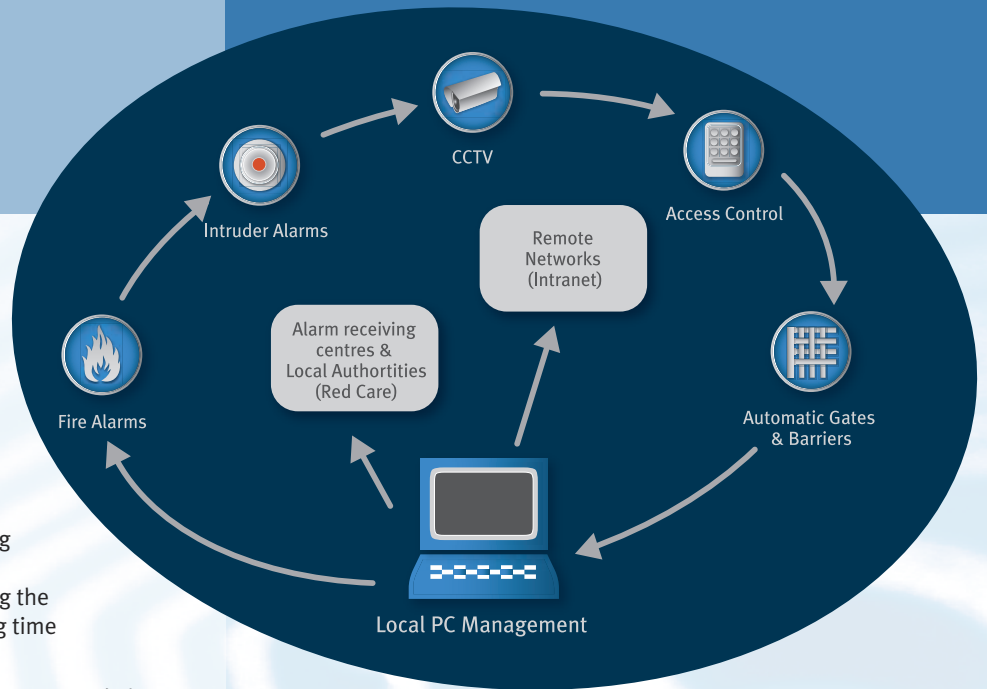 CCTV
Access Control
Intruder Alarms
Remote
Networks
(Intranet)
Alarm receiving
centres &
Local Authortities
(Red Care)
Fire Alarms
Automatic Gates
& Barriers
Local PC Management
g the
time